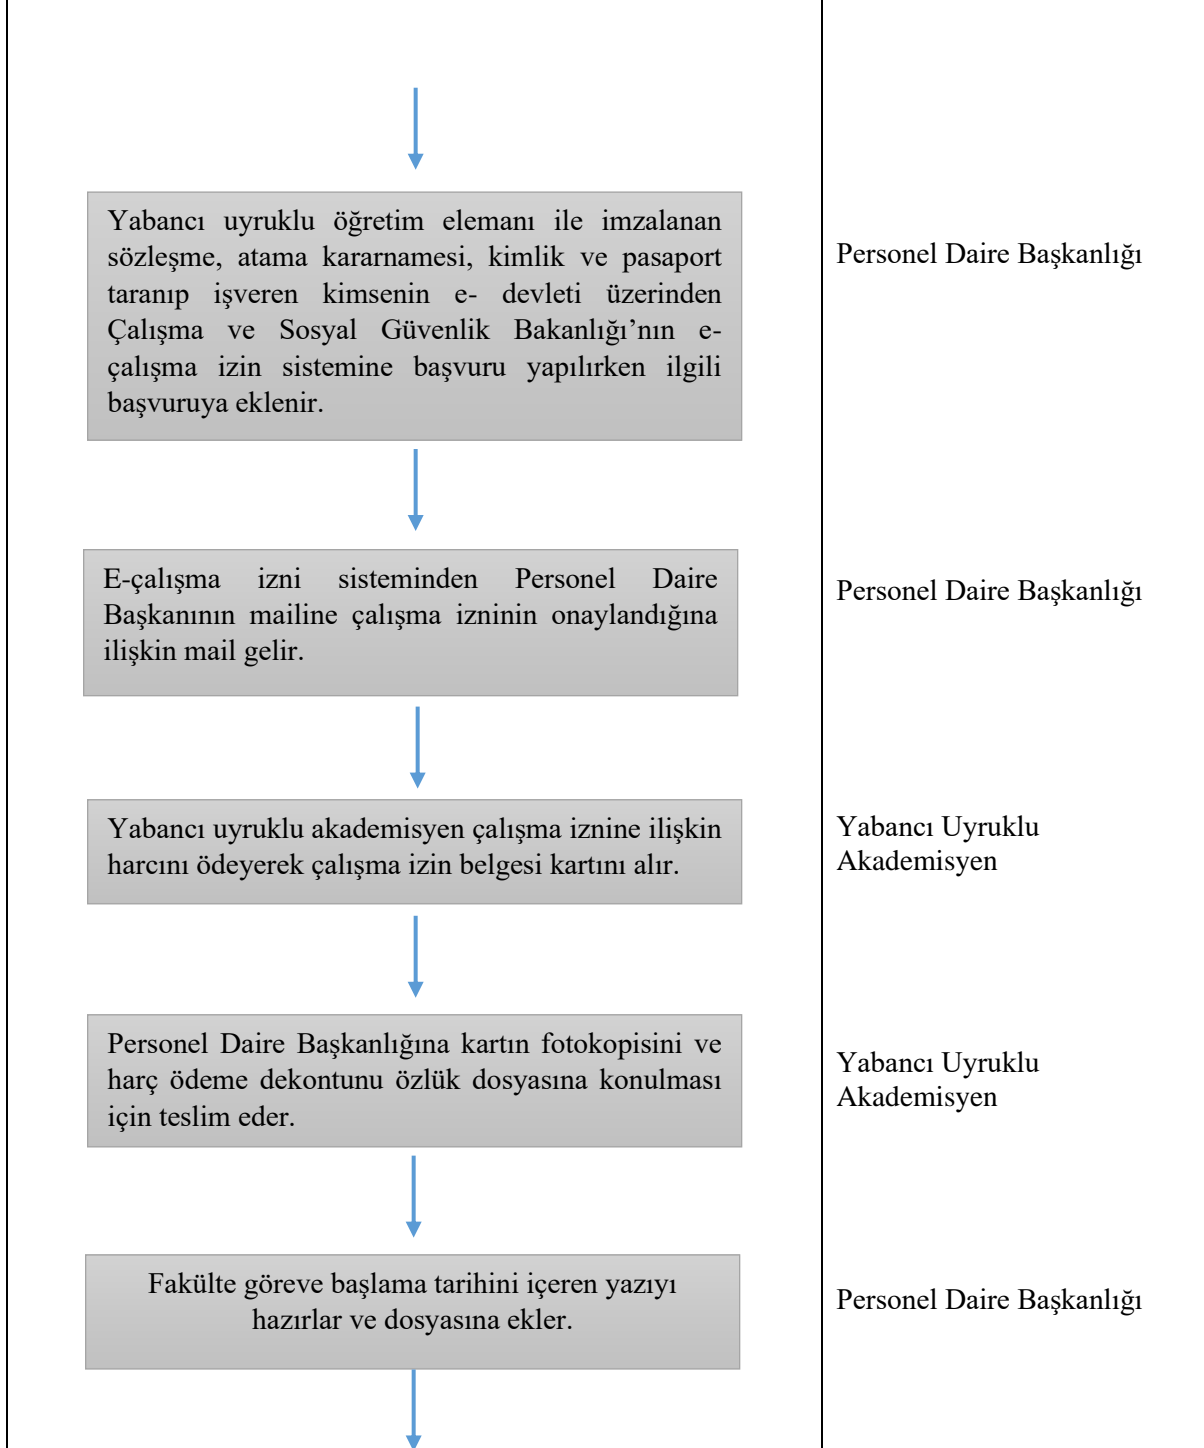 Yabancı uyruklu öğretim elemanı ile imzalanan
sözleşme, atama kararnamesi, kimlik ve pasaport
taranıp işveren kimsenin e- devleti üzerinden
Çalışma ve Sosyal Güvenlik Bakanlığı’nın e-
çalışma izin sistemine başvuru yapılırken ilgili
başvuruya eklenir.
Personel Daire Başkanlığı
E-çalışma izni sisteminden Personel Daire
Başkanının mailine çalışma izninin onaylandığına
ilişkin mail gelir.
Personel Daire Başkanlığı
Yabancı uyruklu akademisyen çalışma iznine ilişkin
harcını ödeyerek çalışma izin belgesi kartını alır.
Yabancı Uyruklu
Akademisyen
Personel Daire Başkanlığına kartın fotokopisini ve
harç ödeme dekontunu özlük dosyasına konulması
için teslim eder.
Yabancı Uyruklu
Akademisyen
Fakülte göreve başlama tarihini içeren yazıyı
hazırlar ve dosyasına ekler.
Personel Daire Başkanlığı